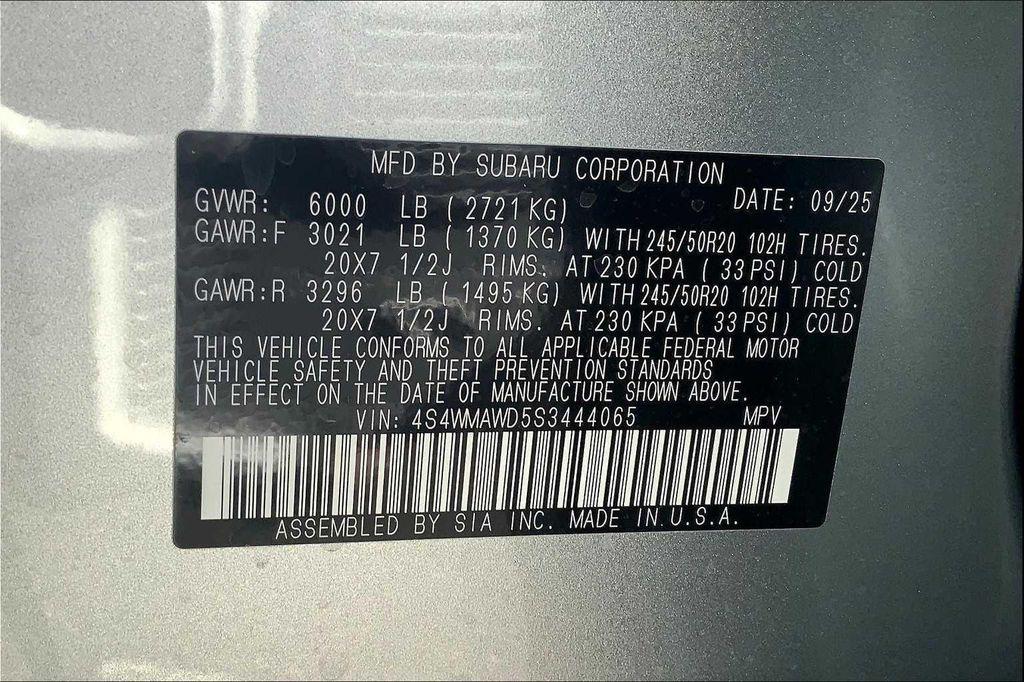 MFD BY SUBARU CORPORATION
DATE: 09/25
GVWR: 6000 LB ( 2721 KG)
GAWR:F 3021 LB ( 1370 KG) WITH 245/50R20 102H TIRES.
20X7 1/2J RIMS. AT 230 KPA ( 33 PSI) COLD
GAWR:R 3296 LB ( 1495 KG) WITH 245/50R20 102H TIRES.
20X7 1/2J RIMS. AT 230 KPA ( 33 PSI) COLD
THIS VEHICLE CONFORMS TO ALL APPLICABLE FEDERAL MOTOR
VEHICLE SAFETY AND THEFT PREVENTION STANDARDS
IN EFFECT ON THE DATE OF MANUFACTURE SHOWN ABOVE.
VIN: 4S4WMAWD5S3444065 MPV
ASSEMBLED BY SIA INC. MADE IN U.S.A.